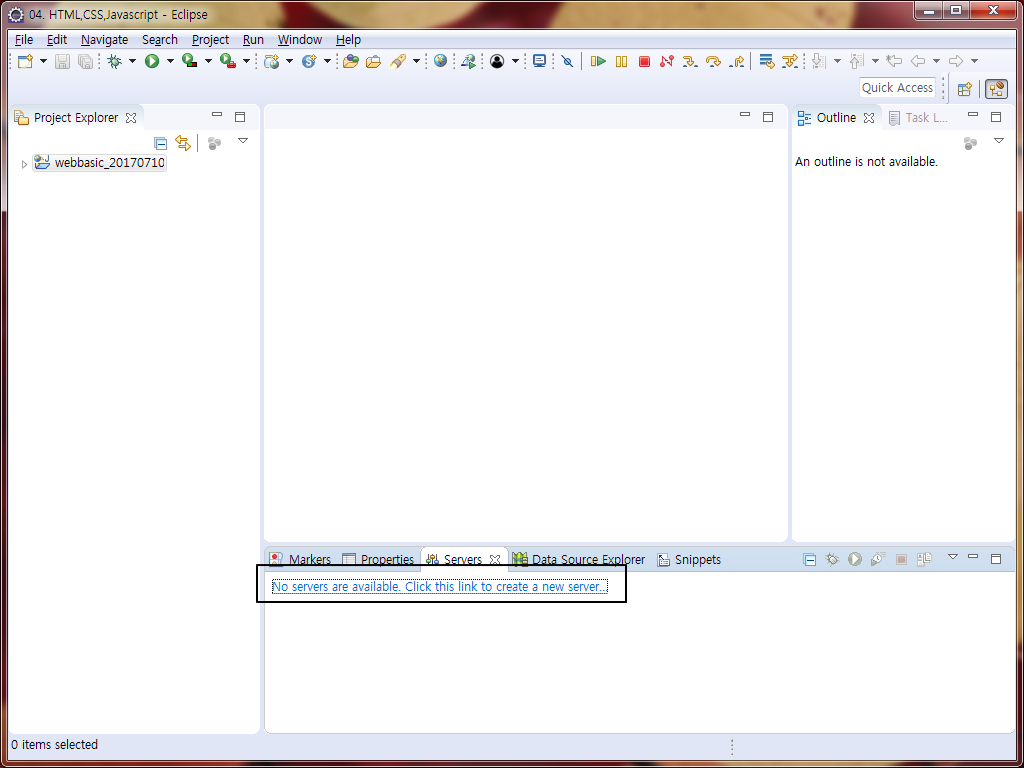 04. HTML,CSS,Javascript - Eclipse
File Edit Navigate Search Project Run Window Help
Quick Access
Project Explorer
webbasic_20170710
Outline
Task L...
An outline is not available.
Markers Properties Servers Data Source Explorer Snippets
No servers are available. Click this link to create a new server...
0 items selected